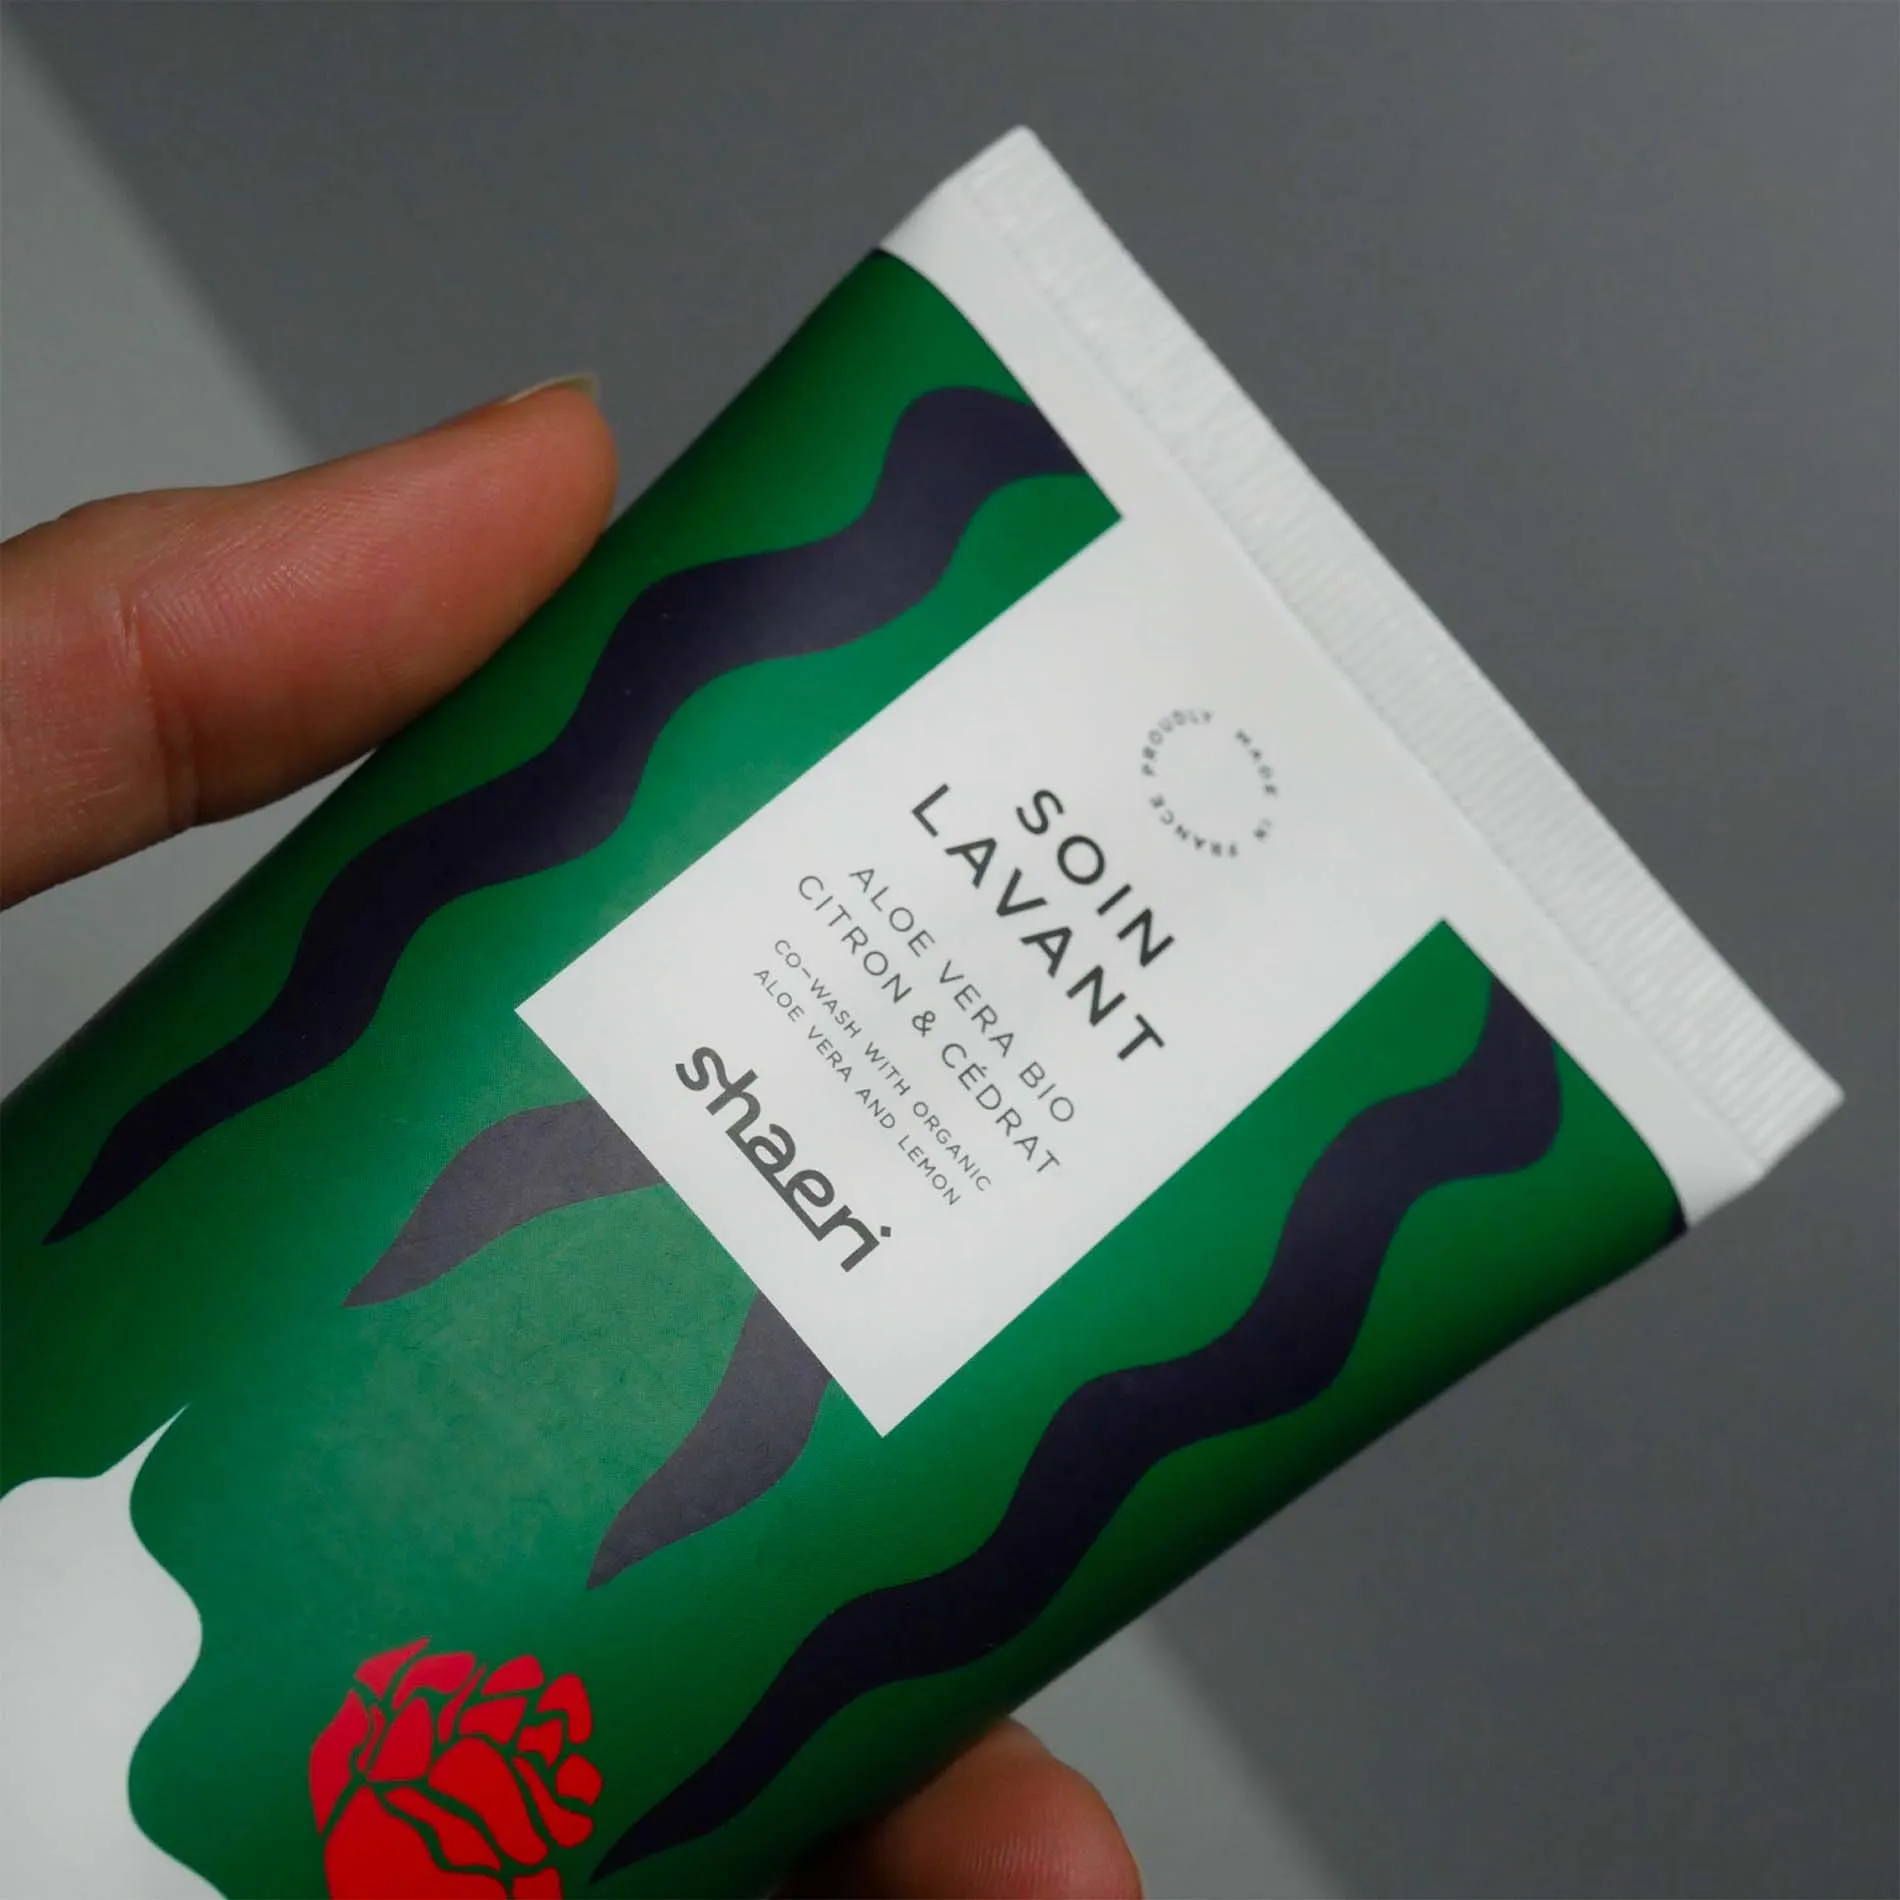 PROUDLY MADE IN FRANCE
SOIN
LAVANT
ALOE VERA BIO
CITRON & CÉDRAT
CO-WASH WITH ORGANIC
ALOE VERA AND LEMON
shaeri